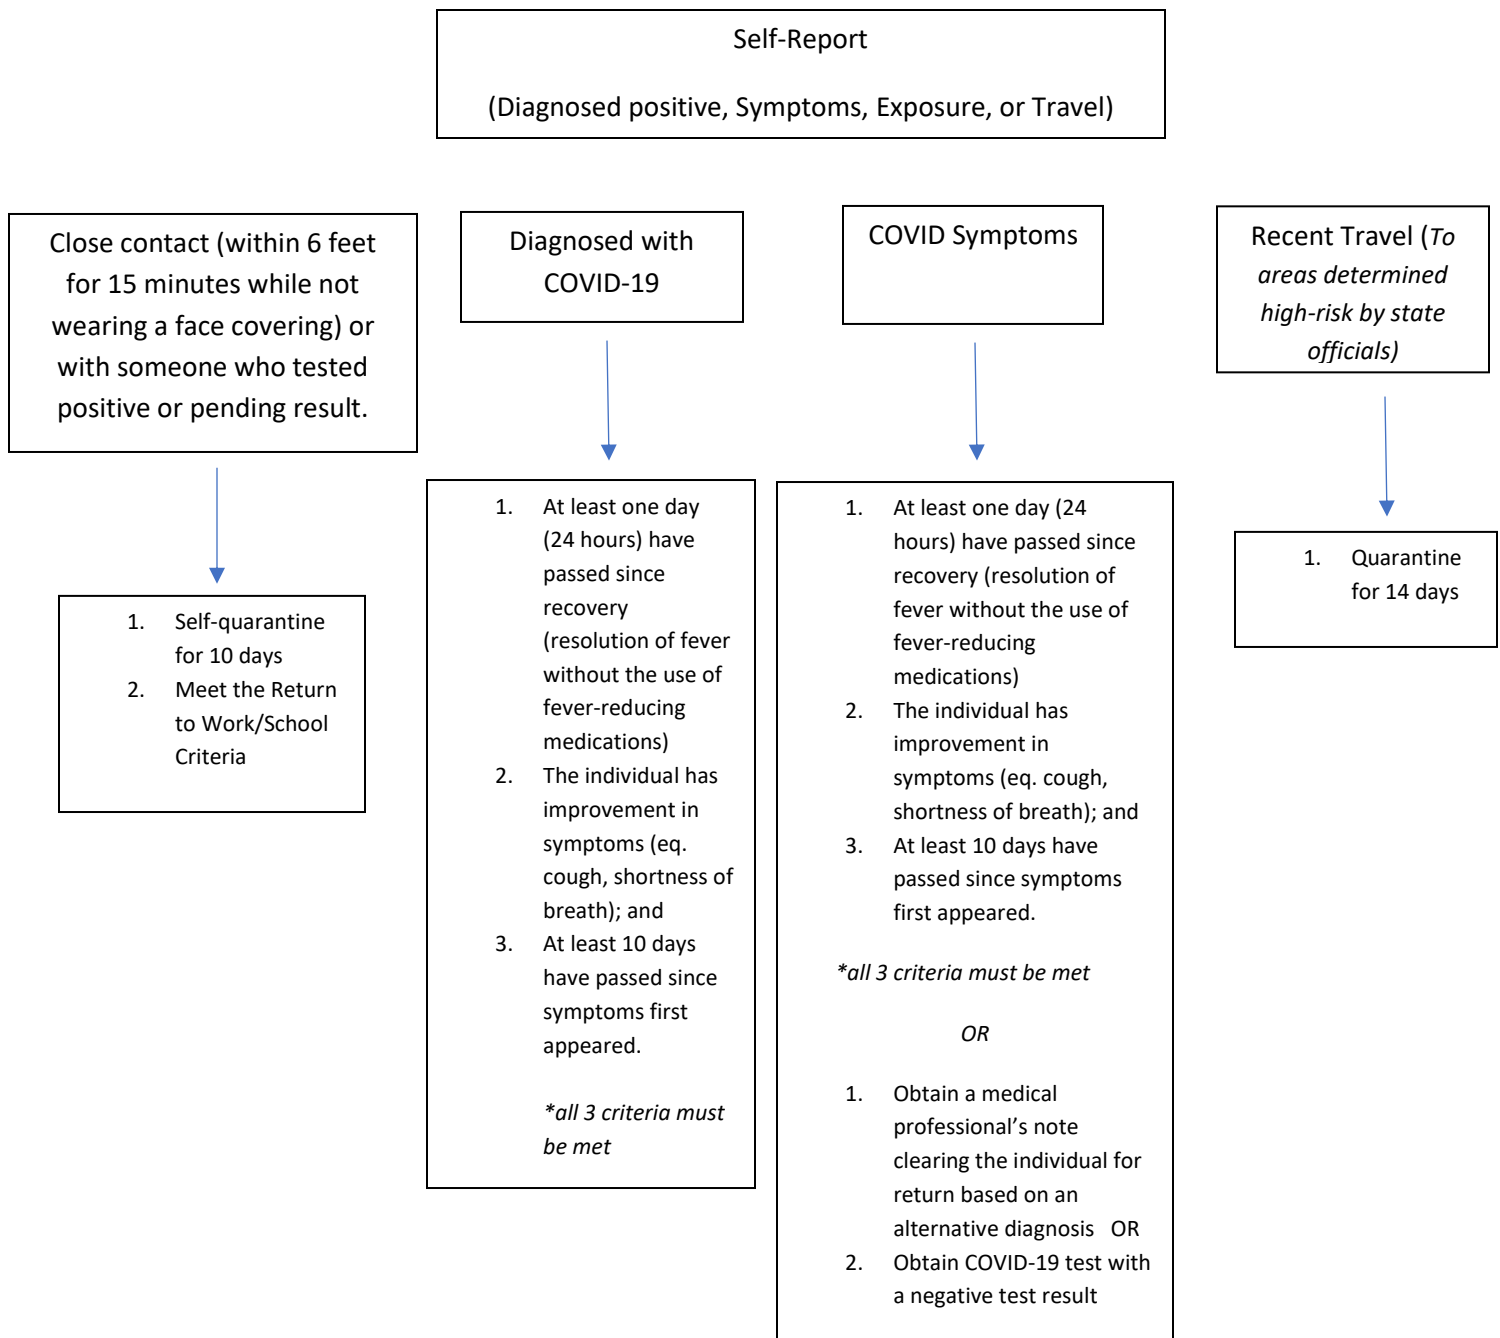 Self-Report
(Diagnosed positive, Symptoms, Exposure, or Travel)
Close contact (within 6 feet
for 15 minutes while not
wearing a face covering) or
with someone who tested
positive or pending result.
Diagnosed with
COVID-19
COVID Symptoms
Recent Travel (To
areas determined
high-risk by state
officials)
1. Self-quarantine
for 10 days
2. Meet the Return
to Work/School
Criteria
1. At least one day
(24 hours) have
passed since
recovery
(resolution of fever
without the use of
fever-reducing
medications)
2. The individual has
improvement in
symptoms (eq.
cough, shortness of
breath); and
3. At least 10 days
have passed since
symptoms first
appeared.
*all 3 criteria must
be met
1. At least one day (24
hours) have passed since
recovery (resolution of
fever without the use of
fever-reducing
medications)
2. The individual has
improvement in
symptoms (eq. cough,
shortness of breath); and
3. At least 10 days have
passed since symptoms
first appeared.
*all 3 criteria must be met
OR
1. Obtain a medical
professional’s note
clearing the individual for
return based on an
alternative diagnosis OR
2. Obtain COVID-19 test with
a negative test result
1. Quarantine
for 14 days